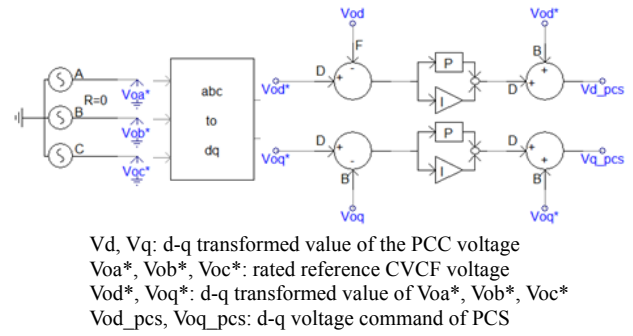 Vod
Vod*
F
B
A
D
P
Voa*
abc
Vod*
+
-
I
D
+
+
Vd_pcs
R=0
B
Vob*
to
C
Voc*
dq
Voq*
D
+
-
P
I
D
+
+
Vq_pcs
B
B
Voq
Voq*
Vd, Vq: d-q transformed value of the PCC voltage
Voa*, Vob*, Voc*: rated reference CVCF voltage
Vod*, Voq*: d-q transformed value of Voa*, Vob*, Voc*
Vod_pcs, Voq_pcs: d-q voltage command of PCS